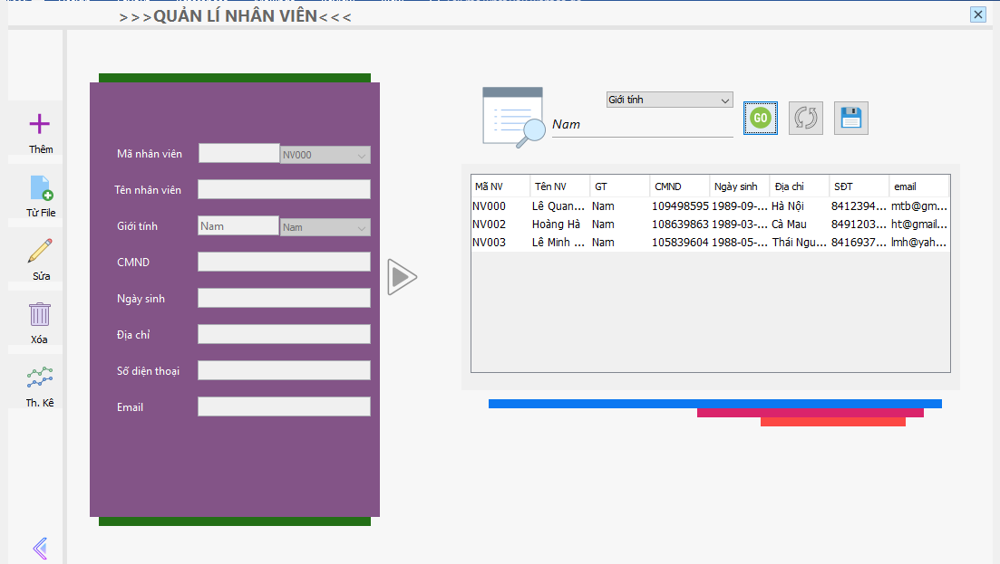 >>>QUẢN LÍ NHÂN VIÊN<<<
Thêm
Từ File
Sửa
Xóa
Th. Kê
Mã nhân viên NV000
Tên nhân viên
Giới tính Nam Nam
CMND
Ngày sinh
Địa chỉ
Số diện thoại
Email
Giới tính
Nam
GO
Mã NV Tên NV GT CMND Ngày sinh Địa chỉ SĐT email
NV000 Lê Quan... Nam 109498595 1989-09-... Hà Nội 8412394... mtb@gm...
NV002 Hoàng Hà Nam 108639863 1989-03-... Cà Mau 8491203... ht@gmail...
NV003 Lê Minh ... Nam 105839604 1988-05-... Thái Ngu... 8416937... lmh@yah...